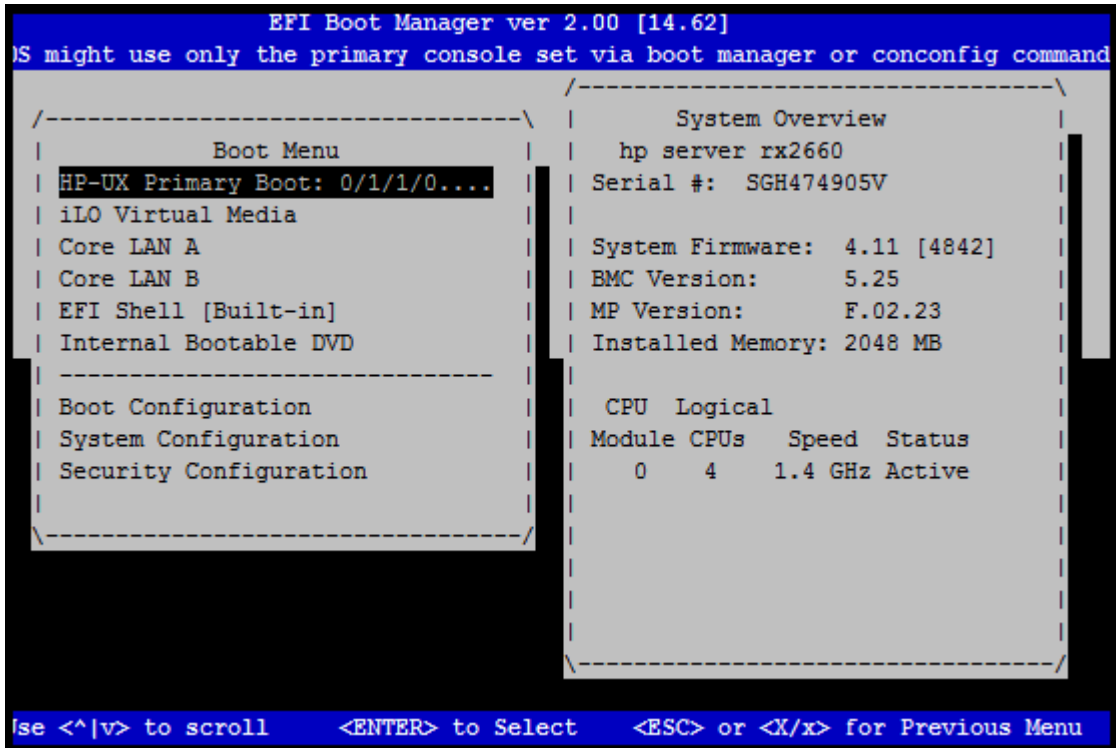 EFI Boot Manager ver 2.00 [14.62]
OS might use only the primary console set via boot manager or conconfig command
Boot Menu
HP-UX Primary Boot: 0/1/1/0....
iLO Virtual Media
Core LAN A
Core LAN B
EFI Shell [Built-in]
Internal Bootable DVD
--------------------------------
Boot Configuration
System Configuration
Security Configuration
System Overview
hp server rx2660
Serial #: SGH474905V
System Firmware: 4.11 [4842]
BMC Version: 5.25
MP Version: F.02.23
Installed Memory: 2048 MB
CPU Logical
Module CPUs Speed Status
0 4 1.4 GHz Active
Use <^|v> to scroll <ENTER> to Select <ESC> or <X/x> for Previous Menu